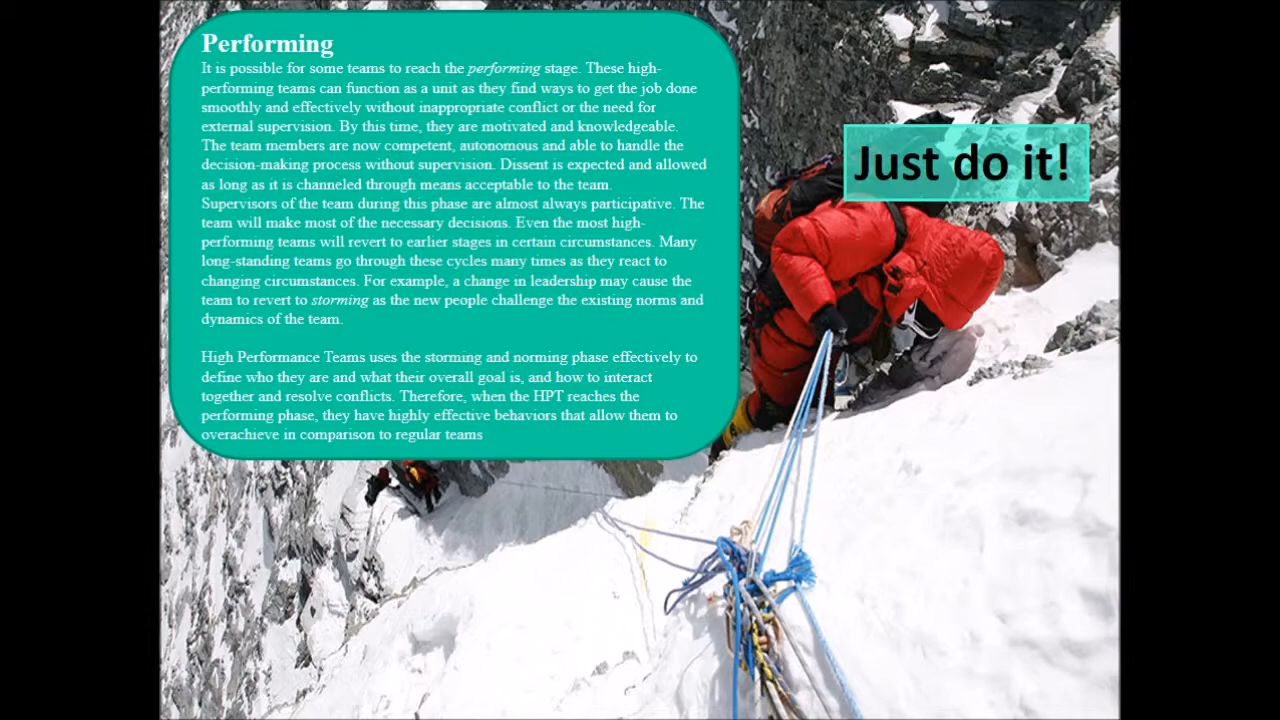 Performing
It is possible for some teams to reach the performing stage. These high-
performing teams can function as a unit as they find ways to get the job done
smoothly and effectively without inappropriate conflict or the need for
external supervision. By this time, they are motivated and knowledgeable.
The team members are now competent, autonomous and able to handle the
decision-making process without supervision. Dissent is expected and allowed
as long as it is channeled through means acceptable to the team.
Supervisors of the team during this phase are almost always participative. The
team will make most of the necessary decisions. Even the most high-
performing teams will revert to earlier stages in certain circumstances. Many
long-standing teams go through these cycles many times as they react to
changing circumstances. For example, a change in leadership may cause the
team to revert to storming as the new people challenge the existing norms and
dynamics of the team.
High Performance Teams uses the storming and norming phase effectively to
define who they are and what their overall goal is, and how to interact
together and resolve conflicts. Therefore, when the HPT reaches the
performing phase, they have highly effective behaviors that allow them to
overachieve in comparison to regular teams
Just do it!